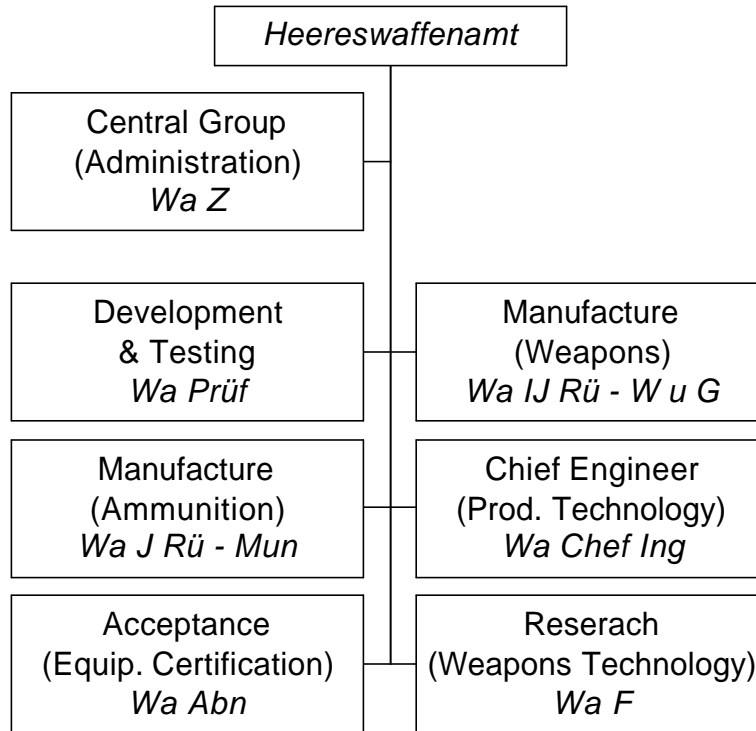 Heereswaffenamt
Central Group
(Administration)
Wa Z
Development
& Testing
Wa Prüf
Manufacture
(Weapons)
Wa IJ Rü - W u G
Manufacture
(Ammunition)
Wa J Rü - Mun
Chief Engineer
(Prod. Technology)
Wa Chef Ing
Acceptance
(Equip. Certification)
Wa Abn
Reserach
(Weapons Technology)
Wa F